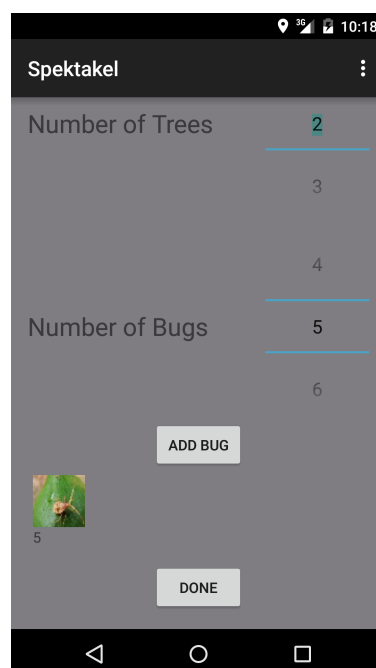 3G 10:18
Spektakel
Number of Trees 2
3
4
Number of Bugs 5
6
ADD BUG
5
DONE